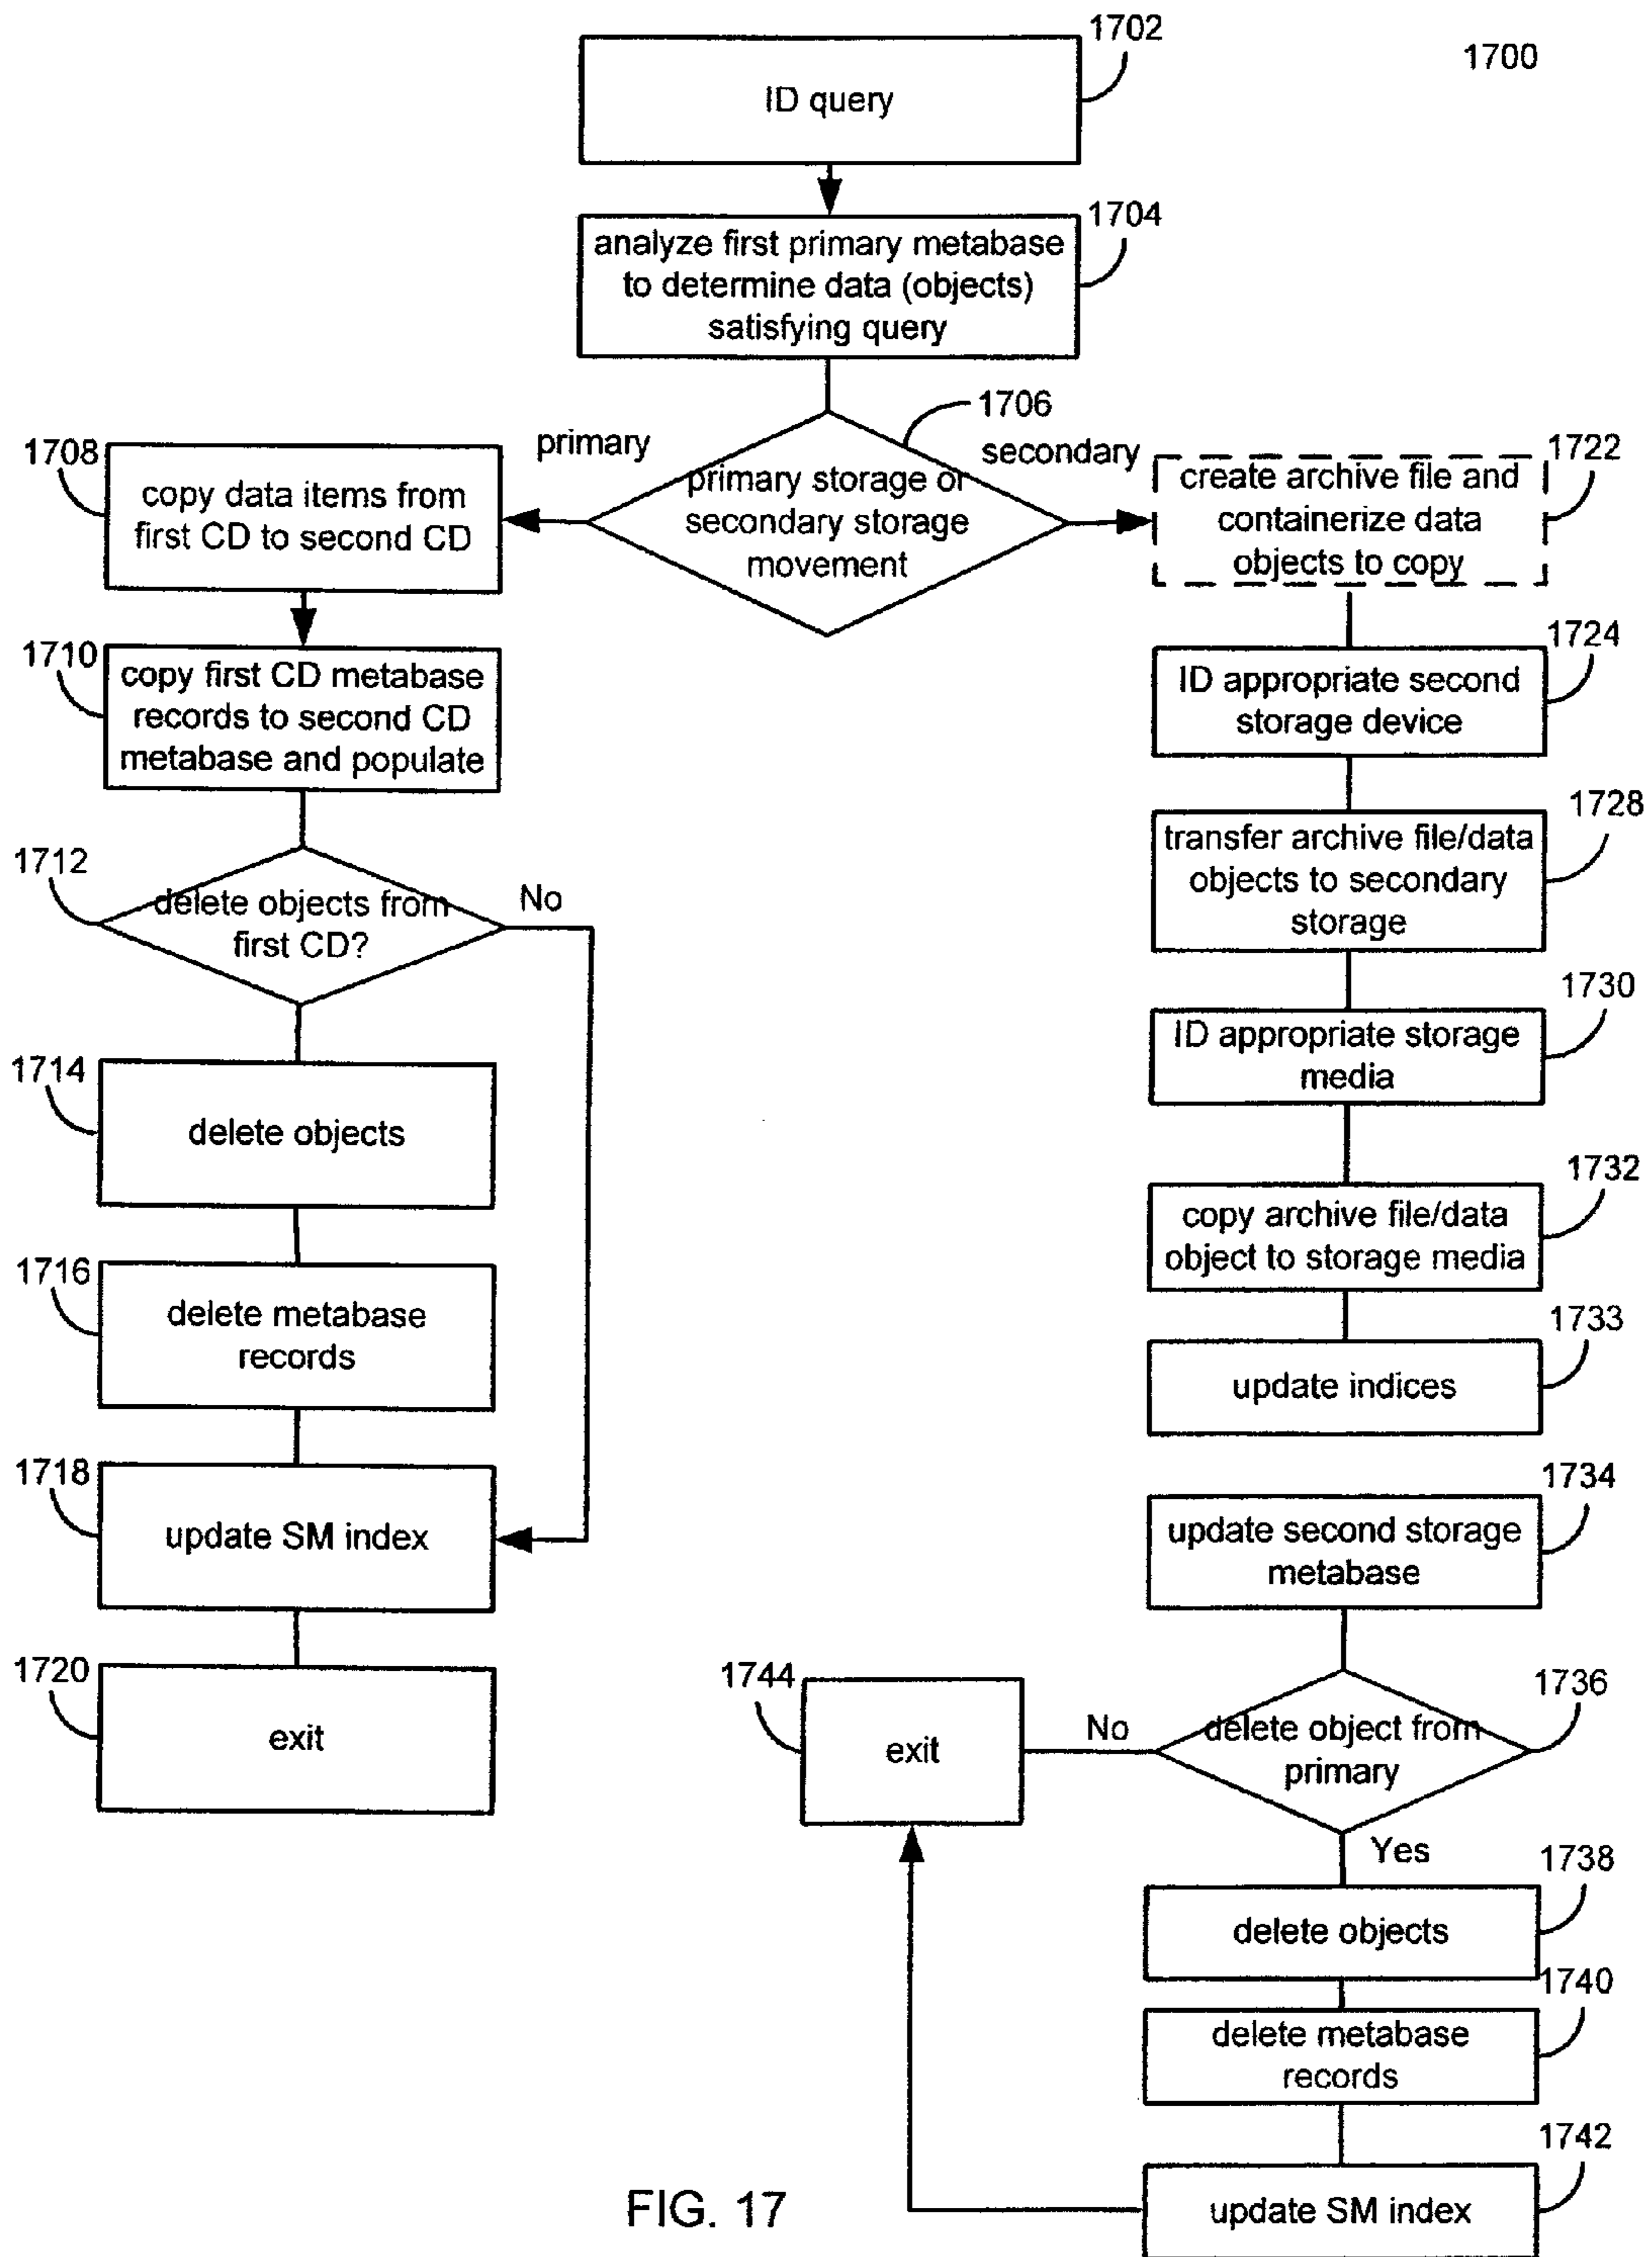 1702
1700
ID query
1704
analyze first primary metabase
to determine data (objects)
satisfying query
1706
primary
secondary
primary storage or
secondary storage
movement
1708
copy data items from
first CD to second CD
1710
copy first CD metabase
records to second CD
metabase and populate
1712
delete objects from
first CD?
No
1714
delete objects
1716
delete metabase
records
1718
update SM index
1720
exit
1722
create archive file and
containerize data
objects to copy
1724
ID appropriate second
storage device
1728
transfer archive file/data
objects to secondary
storage
1730
ID appropriate storage
media
1732
copy archive file/data
object to storage media
1733
update indices
1734
update second storage
metabase
1736
delete object from
primary
No
1744
exit
Yes
1738
delete objects
1740
delete metabase
records
1742
update SM index
FIG. 17